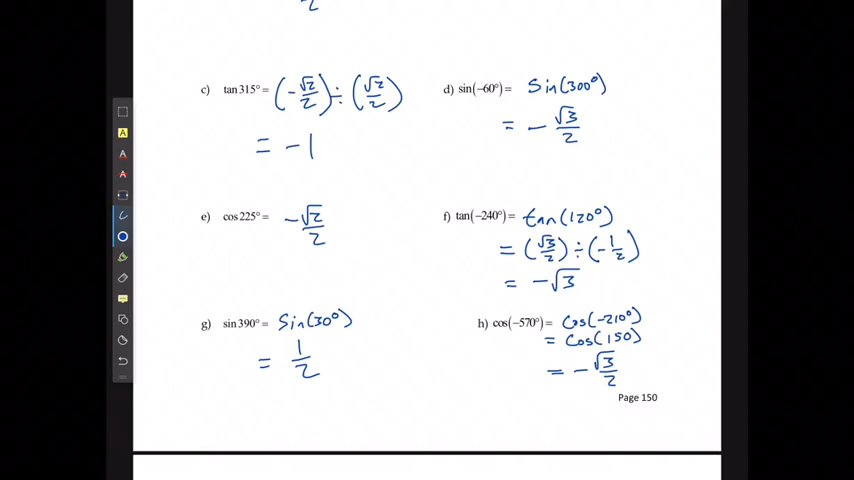 2
c) tan 315° = (-√2/2) ÷ (√2/2)
= -1
d) sin(−60°) = Sin(300°)
= - √3/2
e) cos 225° = -√2/2
f) tan(−240°) = tan(120°)
= (√3/2) ÷ (-1/2)
= -√3
g) sin 390° = Sin(30°)
= 1/2
h) cos(−570°) = Cos(-210°)
= Cos(150)
= - √3/2
Page 150
A
A
A